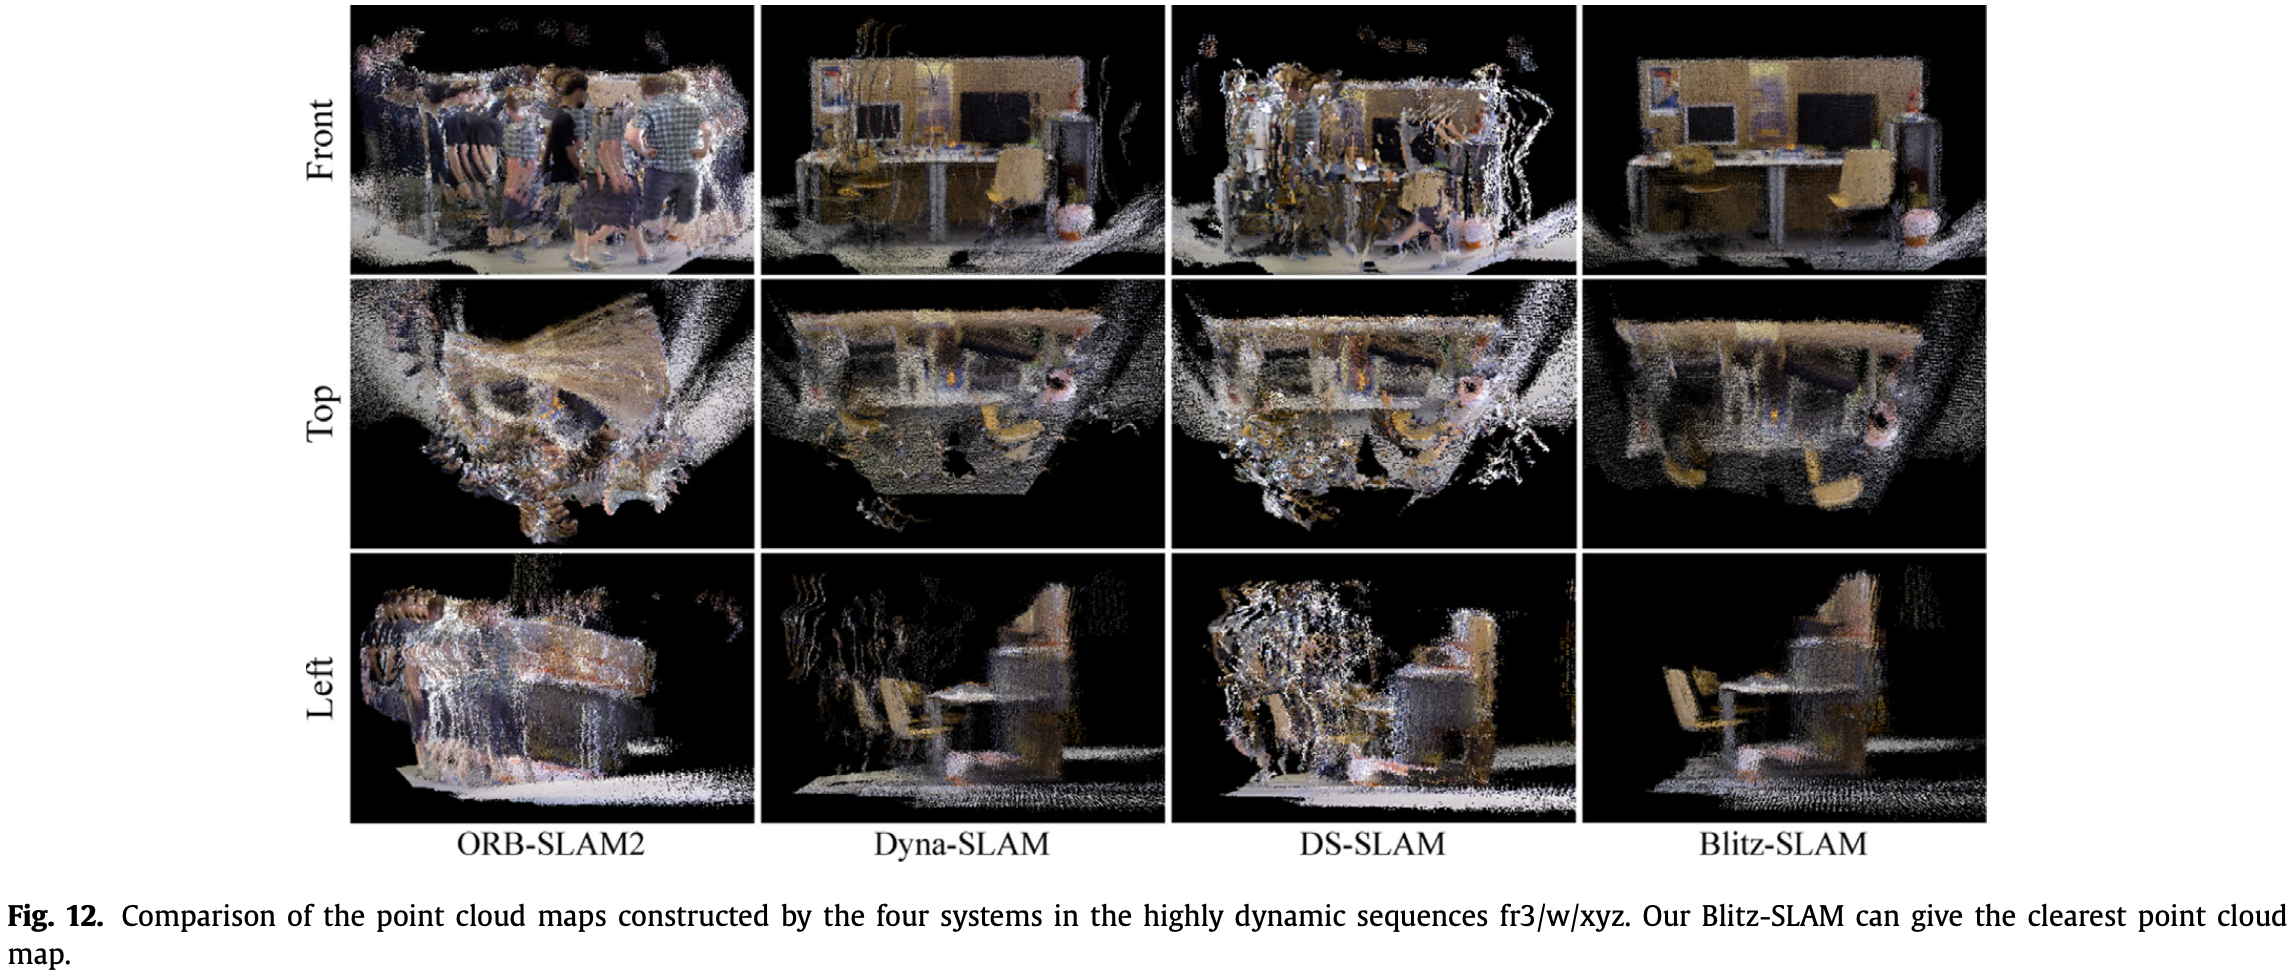 Front
Top
Left
ORB-SLAM2 Dyna-SLAM DS-SLAM Blitz-SLAM
Fig. 12. Comparison of the point cloud maps constructed by the four systems in the highly dynamic sequences fr3/w/xyz. Our Blitz-SLAM can give the clearest point cloud
map.